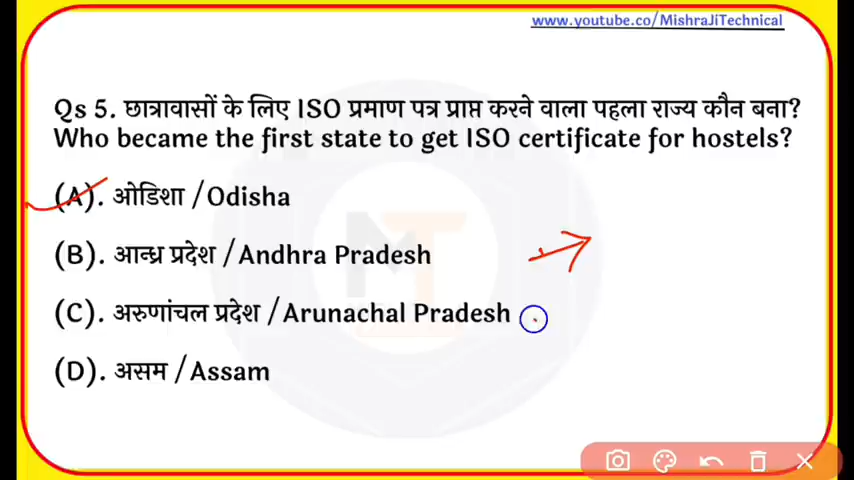 www.youtube.co/MishraJiTechnical
Qs 5. छात्रावासों के लिए ISO प्रमाण पत्र प्राप्त करने वाला पहला राज्य कौन बना?
Who became the first state to get ISO certificate for hostels?
(A). ओडिशा /Odisha
(B). आन्ध्र प्रदेश /Andhra Pradesh
(C). अरुणांचल प्रदेश /Arunachal Pradesh
(D). असम /Assam